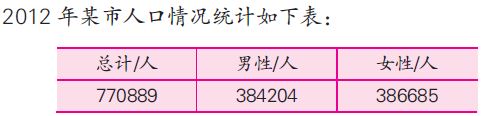 2012 年某市人口情况统计如下表：
总计/人 男性/人 女性/人
770889 384204 386685